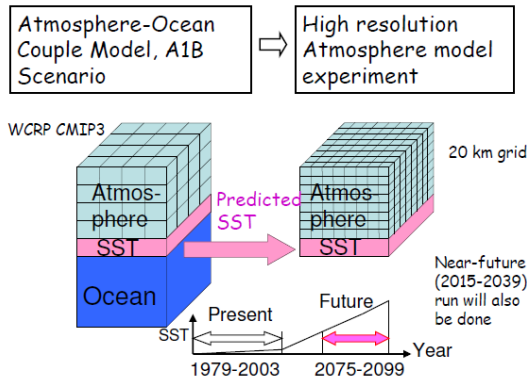 Atmosphere-Ocean
Couple Model, A1B
Scenario
High resolution
Atmosphere model
experiment
WCRP CMIP3
20 km grid
Atmos-
phere
SST
Ocean
Predicted
SST
Atmos-
phere
SST
Near-future
(2015-2039)
run will also
be done
Present
Future
SST
Year
1979-2003
2075-2099